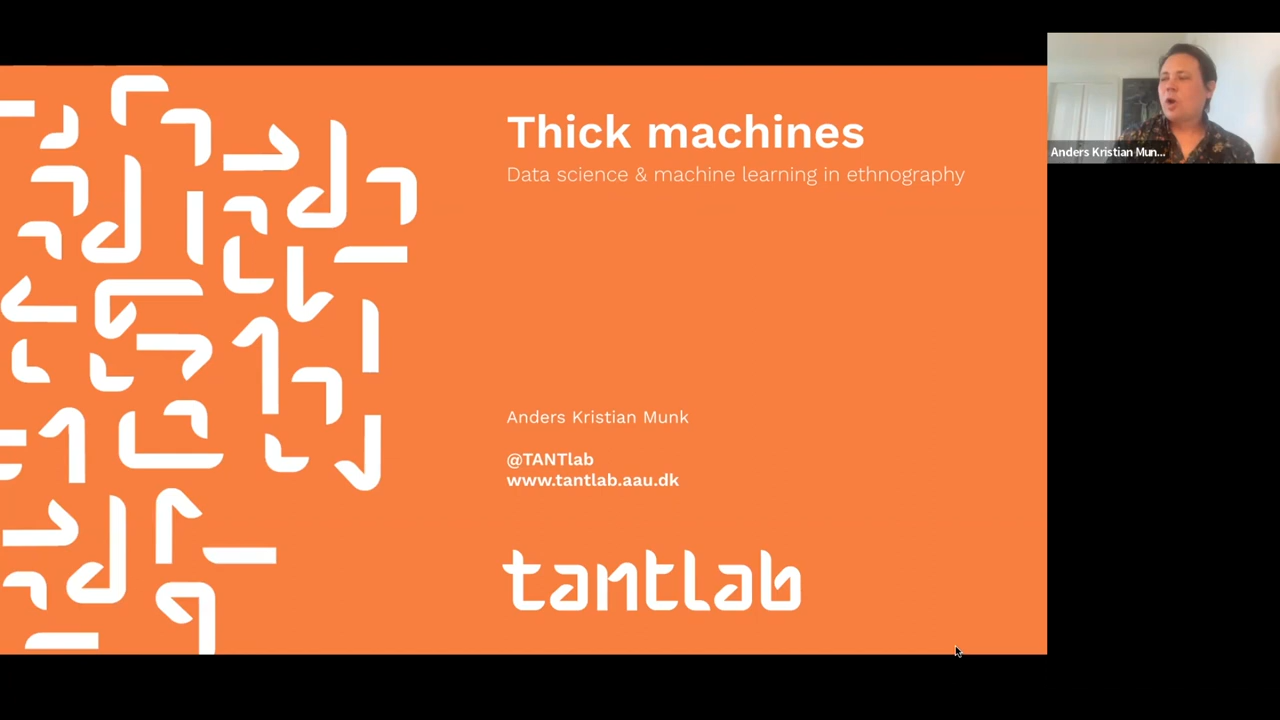 Thick machines
Data science & machine learning in ethnography
Anders Kristian Mun...
Anders Kristian Munk
@TANTlab
www.tantlab.aau.dk
tantlab